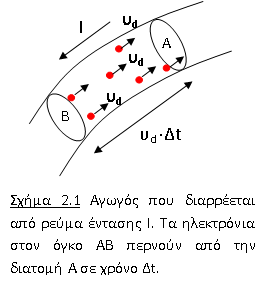 I
A
υd
υd
υd
υd
B
υd·Δt
Σχήμα 2.1 Αγωγός που διαρρέεται
από ρεύμα έντασης Ι. Τα ηλεκτρόνια
στον όγκο ΑΒ περνούν από την
διατομή Α σε χρόνο Δt.